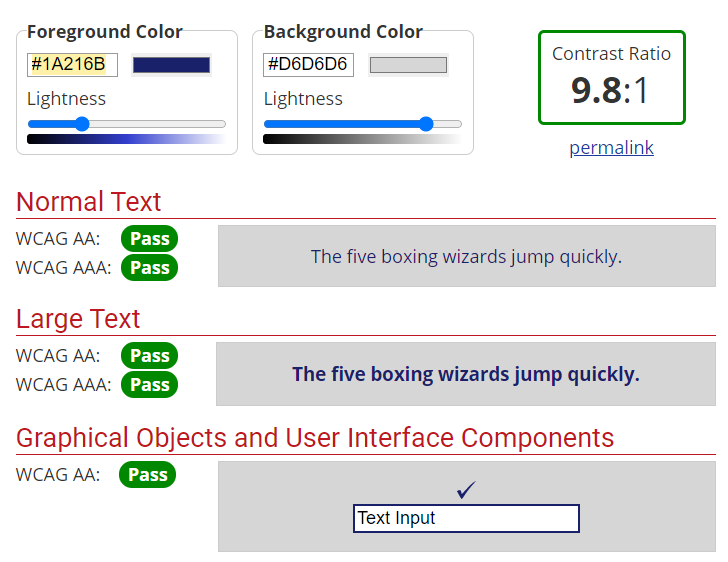 Foreground Color
#1A216B
Lightness
Background Color
#D6D6D6
Lightness
Contrast Ratio
9.8:1
permalink
Normal Text
WCAG AA: Pass
WCAG AAA: Pass
The five boxing wizards jump quickly.
Large Text
WCAG AA: Pass
WCAG AAA: Pass
The five boxing wizards jump quickly.
Graphical Objects and User Interface Components
WCAG AA: Pass
✓
Text Input